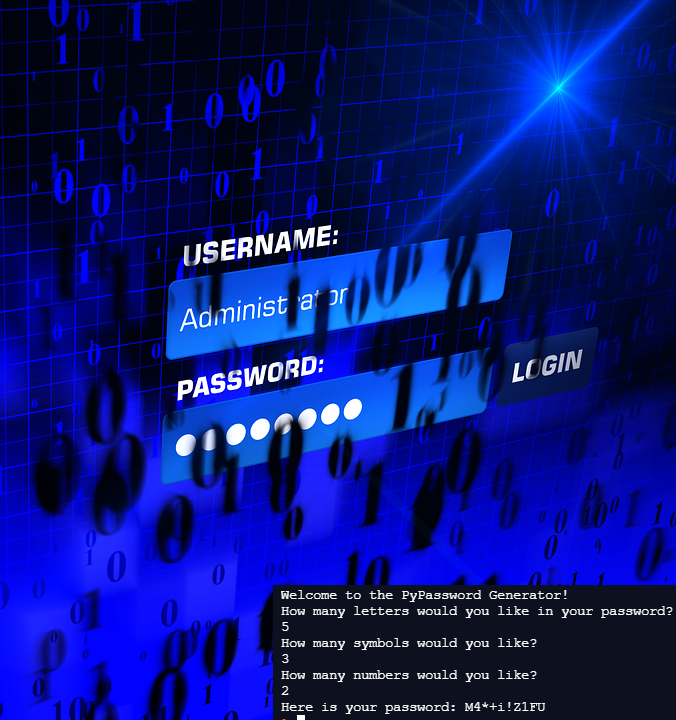 USERNAME:
Administrator
PASSWORD:
LOGIN
Welcome to the PyPassword Generator!
How many letters would you like in your password?
5
How many symbols would you like?
3
How many numbers would you like?
2
Here is your password: M4*+i!Z1FU